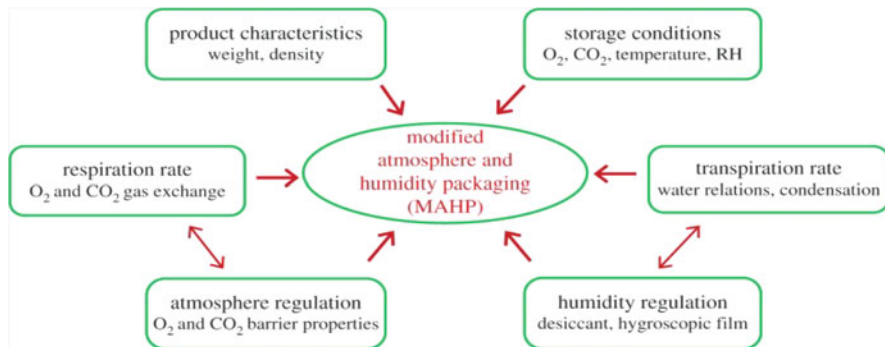 product characteristics
weight, density
storage conditions
O₂, CO₂, temperature, RH
modified
atmosphere and
humidity packaging
(MAHP)
respiration rate
O₂ and CO₂ gas exchange
transpiration rate
water relations, condensation
atmosphere regulation
O₂ and CO₂ barrier properties
humidity regulation
desiccant, hygroscopic film